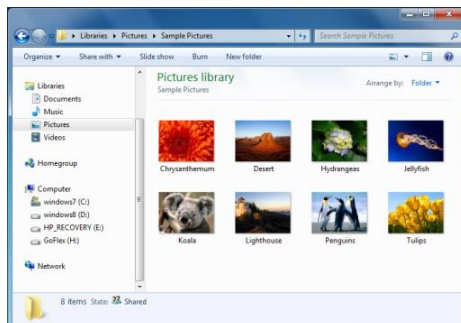 Libraries ▸ Pictures ▸ Sample Pictures
Search Sample Pictures
Organize ▼ Share with ▼ Slide show Burn New folder
Libraries
Documents
Music
Pictures
Videos
Homegroup
Computer
windows7 (C:)
windows8 (D:)
HP_RECOVERY (E:)
GoFlex (H:)
Network
Pictures library
Sample Pictures
Arrange by: Folder ▼
Chrysanthemum Desert Hydrangeas Jellyfish
Koala Lighthouse Penguins Tulips
8 items State: Shared